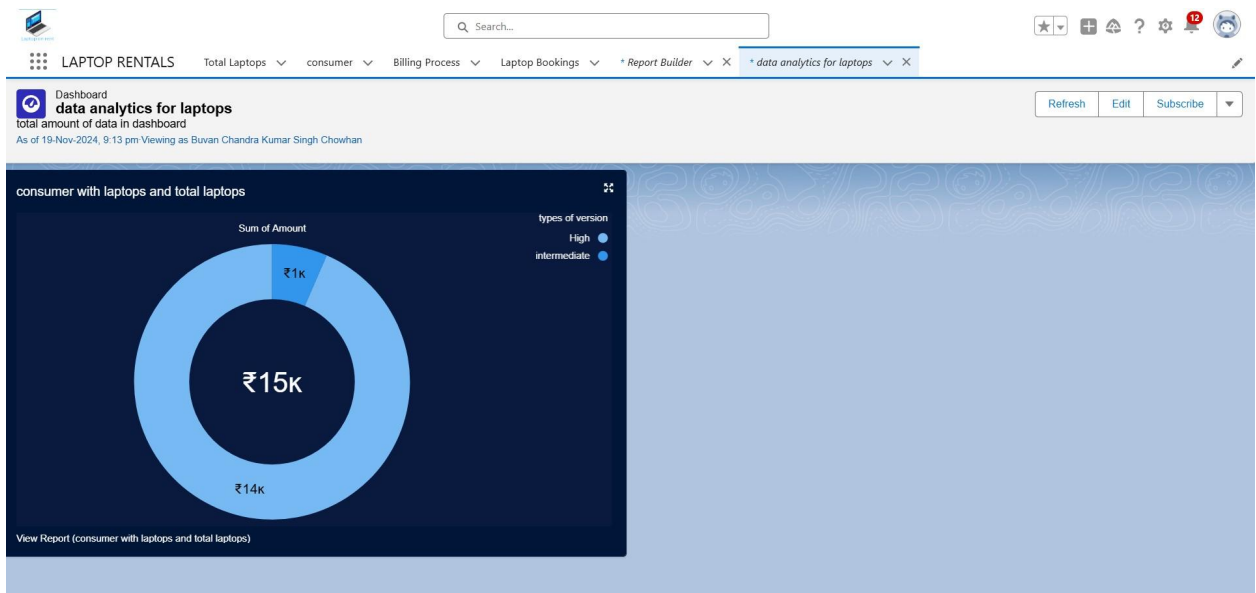 Search...
12
LAPTOP RENTALS Total Laptops consumer Billing Process Laptop Bookings * Report Builder * data analytics for laptops
Dashboard
data analytics for laptops
total amount of data in dashboard
As of 19-Nov-2024, 9:13 pm·Viewing as Buvan Chandra Kumar Singh Chowhan
Refresh Edit Subscribe
consumer with laptops and total laptops
types of version
High
intermediate
Sum of Amount
₹1K
₹15K
₹14K
View Report (consumer with laptops and total laptops)